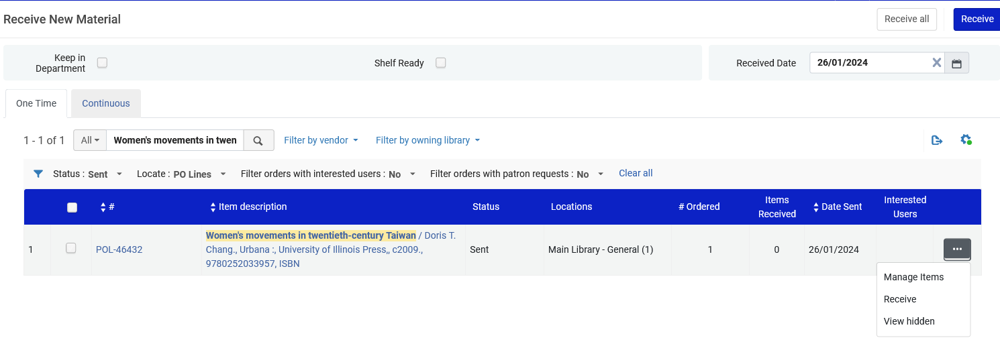 Receive New Material
Receive all
Receive
Keep in
Department
Shelf Ready
Received Date
26/01/2024
One Time
Continuous
1 - 1 of 1
All
Women's movements in twen
Filter by vendor
Filter by owning library
Status : Sent
Locate : PO Lines
Filter orders with interested users : No
Filter orders with patron requests : No
Clear all
#
Item description
Status
Locations
# Ordered
Items
Received
Date Sent
Interested
Users
1
POL-46432
Women's movements in twentieth-century Taiwan / Doris T.
Chang., Urbana :, University of Illinois Press,, c2009.,
9780252033957, ISBN
Sent
Main Library - General (1)
1
0
26/01/2024
Manage Items
Receive
View hidden